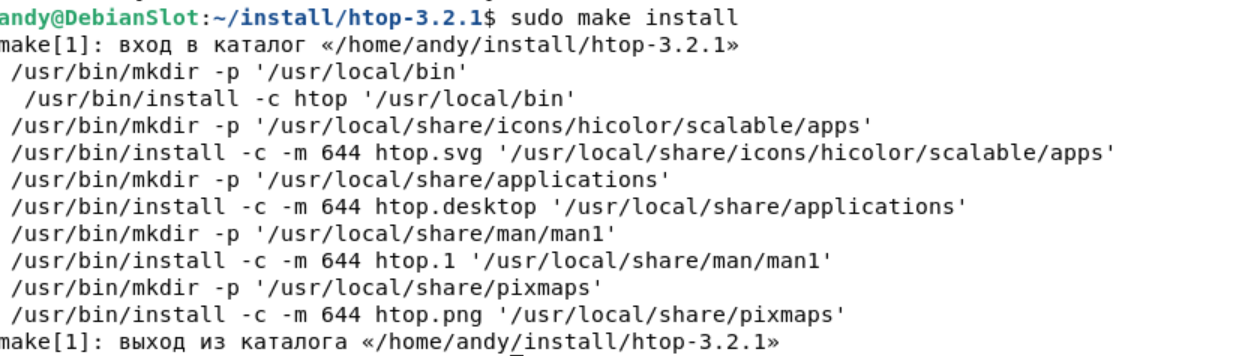 andy@DebianSlot:~/install/htop-3.2.1$ sudo make install
make[1]: вход в каталог «/home/andy/install/htop-3.2.1»
/usr/bin/mkdir -p '/usr/local/bin'
/usr/bin/install -c htop '/usr/local/bin'
/usr/bin/mkdir -p '/usr/local/share/icons/hicolor/scalable/apps'
/usr/bin/install -c -m 644 htop.svg '/usr/local/share/icons/hicolor/scalable/apps'
/usr/bin/mkdir -p '/usr/local/share/applications'
/usr/bin/install -c -m 644 htop.desktop '/usr/local/share/applications'
/usr/bin/mkdir -p '/usr/local/share/man/man1'
/usr/bin/install -c -m 644 htop.1 '/usr/local/share/man/man1'
/usr/bin/mkdir -p '/usr/local/share/pixmaps'
/usr/bin/install -c -m 644 htop.png '/usr/local/share/pixmaps'
make[1]: выход из каталога «/home/andy/install/htop-3.2.1»